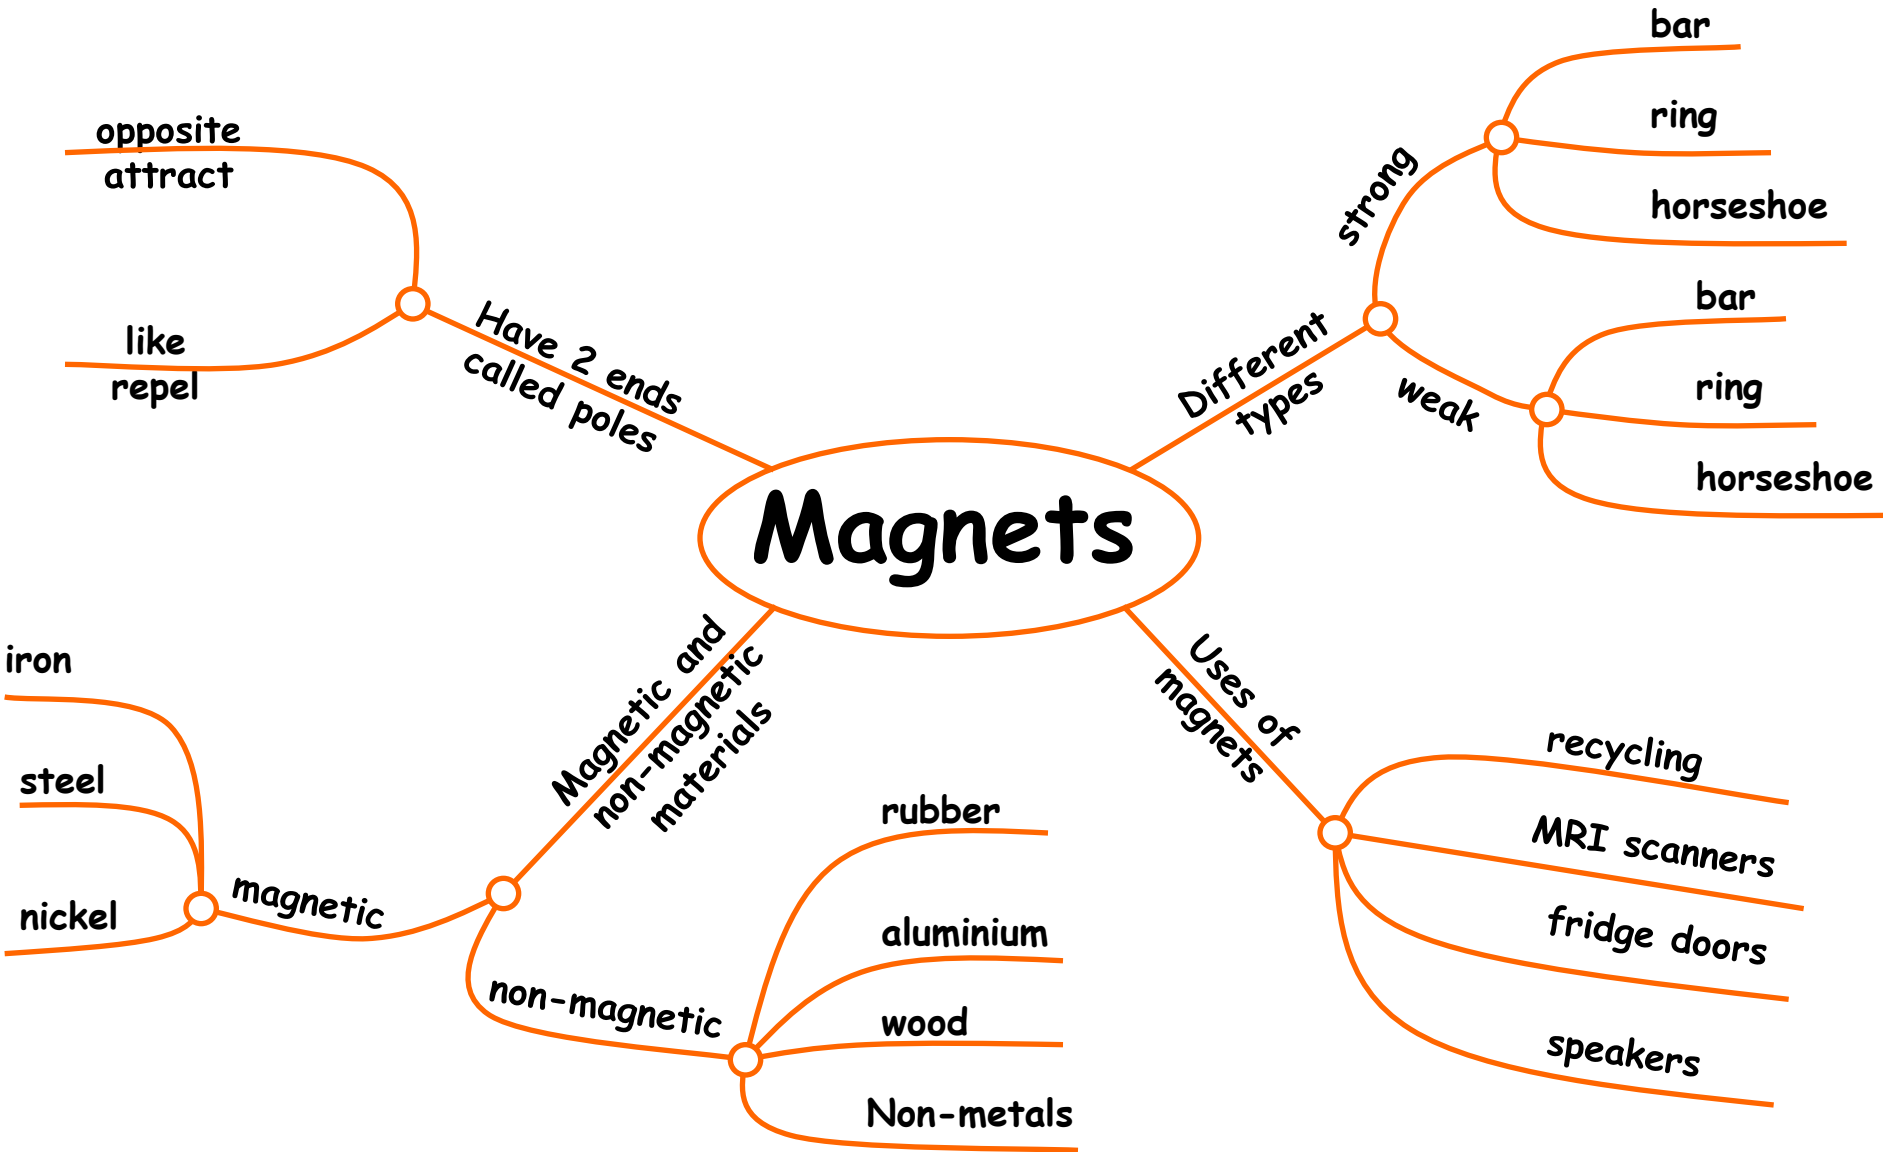 Magnets
Have 2 ends
called poles
opposite
attract
like
repel
Different
types
strong
bar
ring
horseshoe
weak
bar
ring
horseshoe
Magnetic and
non-magnetic
materials
magnetic
iron
steel
nickel
non-magnetic
rubber
aluminium
wood
Non-metals
Uses of
magnets
recycling
MRI scanners
fridge doors
speakers